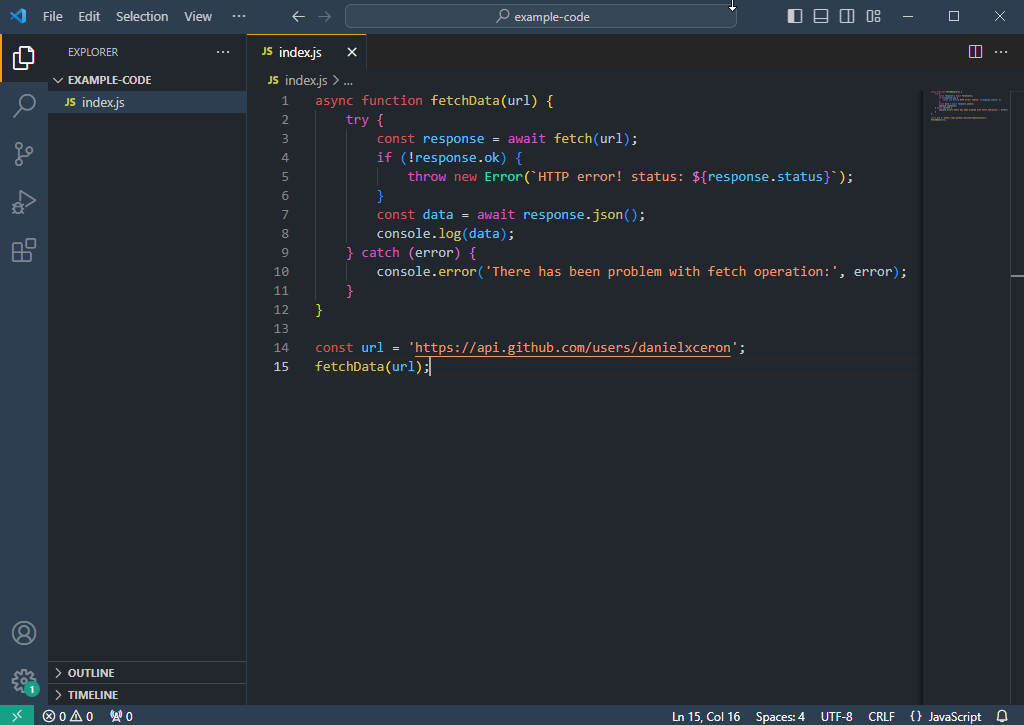 File Edit Selection View ···
example-code
EXPLORER
EXAMPLE-CODE
JS index.js
JS index.js
JS index.js > ...
1 async function fetchData(url) {
2     try {
3         const response = await fetch(url);
4         if (!response.ok) {
5             throw new Error(`HTTP error! status: ${response.status}`);
6         }
7         const data = await response.json();
8         console.log(data);
9     } catch (error) {
10         console.error('There has been problem with fetch operation:', error);
11     }
12 }
13
14 const url = 'https://api.github.com/users/danielxceron';
15 fetchData(url);
OUTLINE
TIMELINE
1
0 0 0 Ln 15, Col 16 Spaces: 4 UTF-8 CRLF {} JavaScript